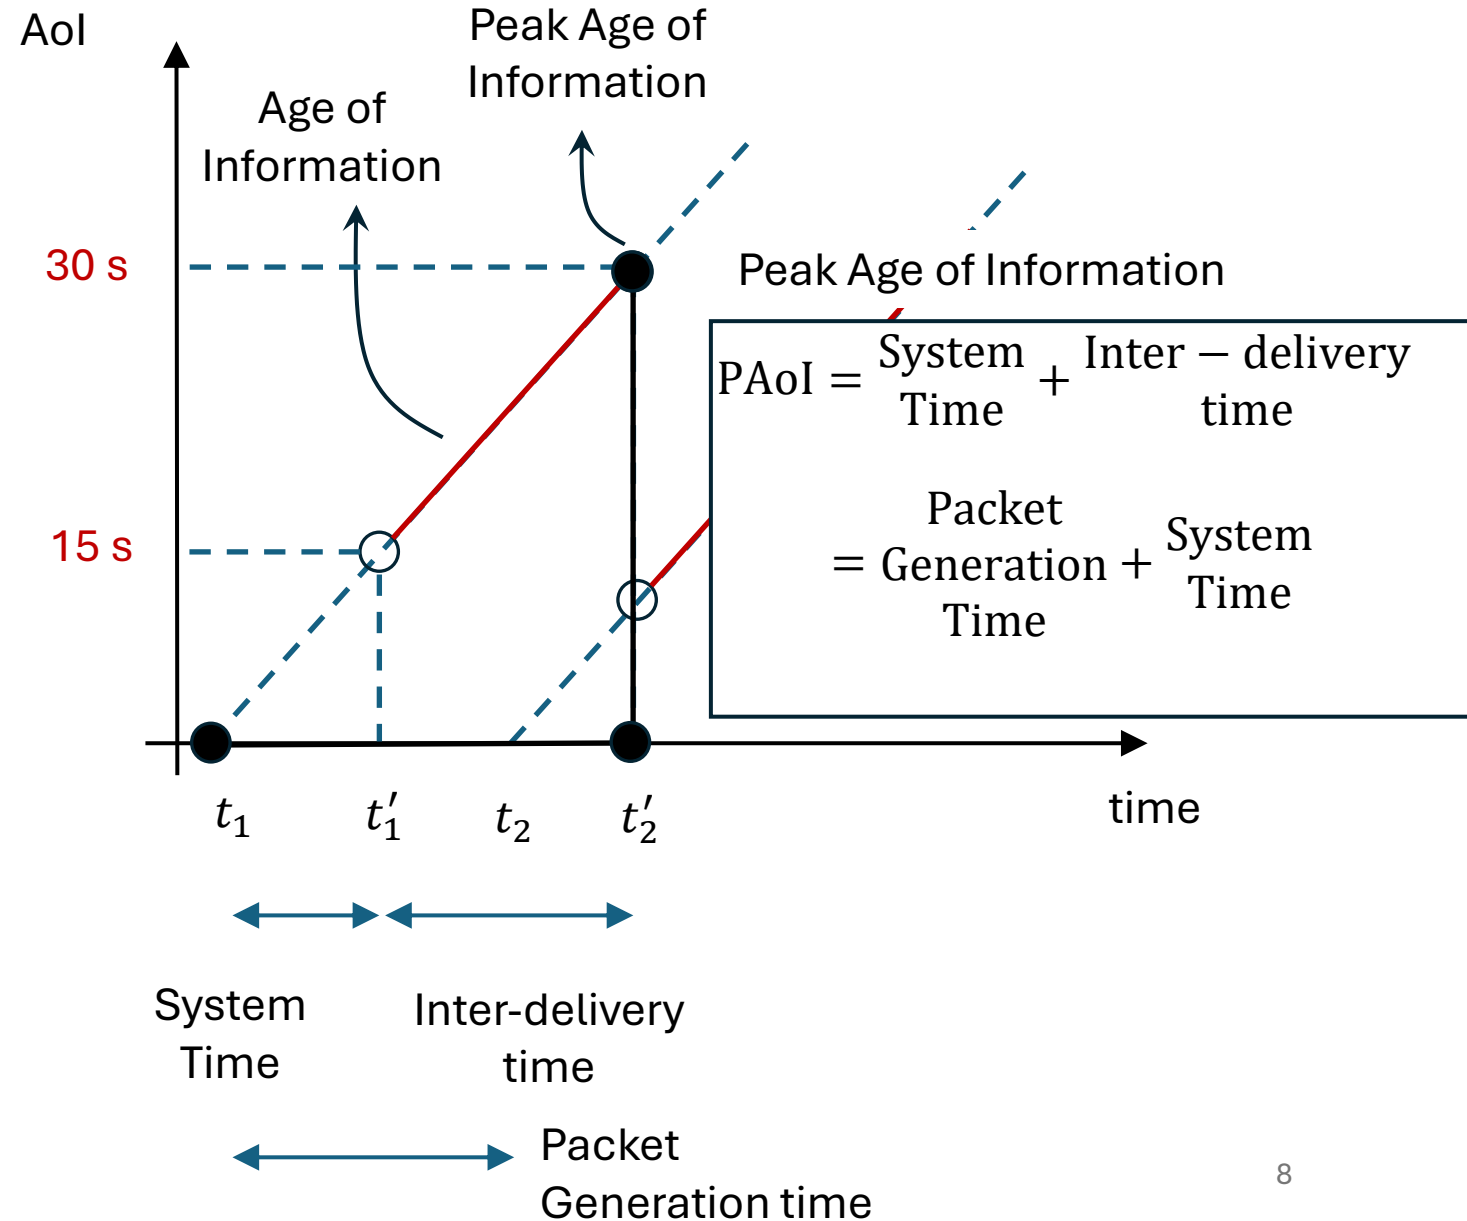 AoI
Peak Age of
Information
Age of
Information
30 s
15 s
Peak Age of Information
PAoI = System Time + Inter − delivery time
= Packet Generation Time + System Time
t₁ t₁′ t₂ t₂′
time
System
Time
Inter-delivery
time
Packet
Generation time
8